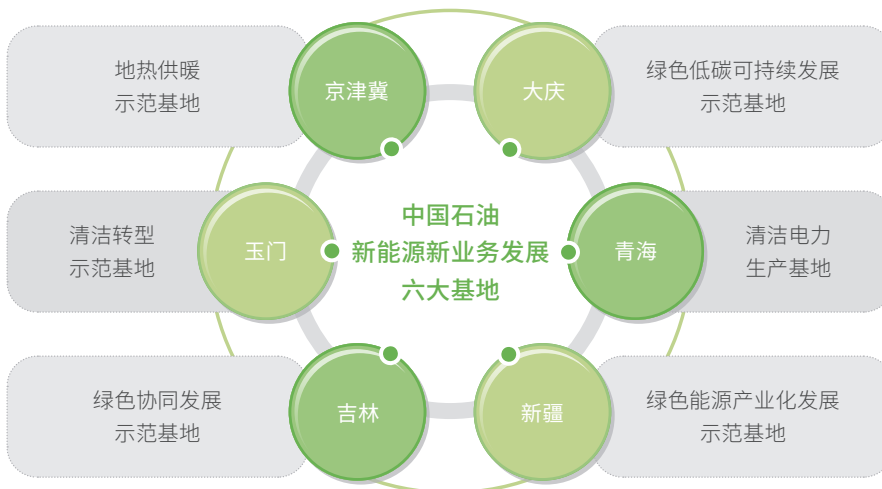 地热供暖
示范基地
京津冀
大庆
绿色低碳可持续发展
示范基地
清洁转型
示范基地
玉门
中国石油
新能源新业务发展
六大基地
青海
清洁电力
生产基地
绿色协同发展
示范基地
吉林
新疆
绿色能源产业化发展
示范基地